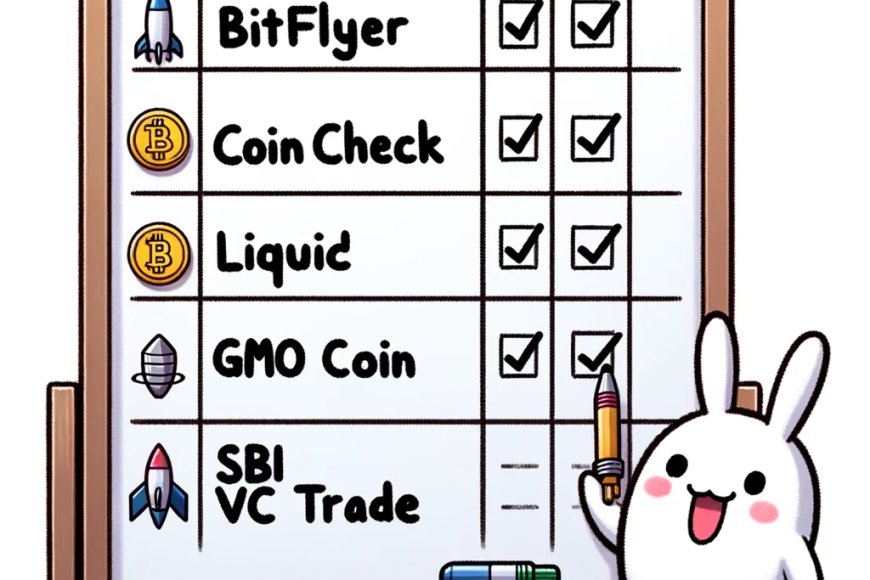 BitFlyer
Coin Check
Liquid
GMO Coin
SBI
VC Trade